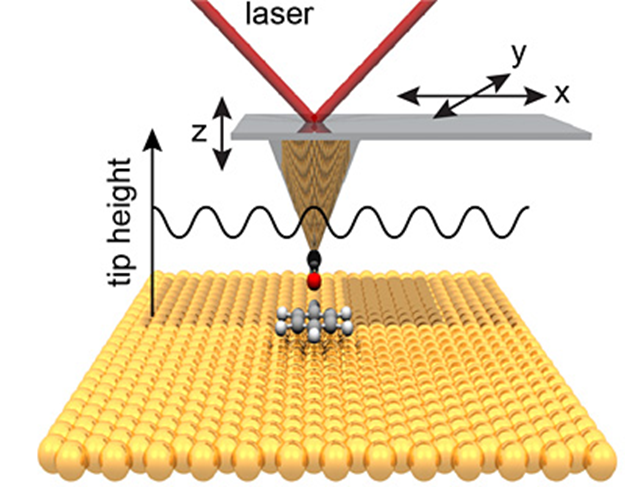 laser
y
x
z
tip height